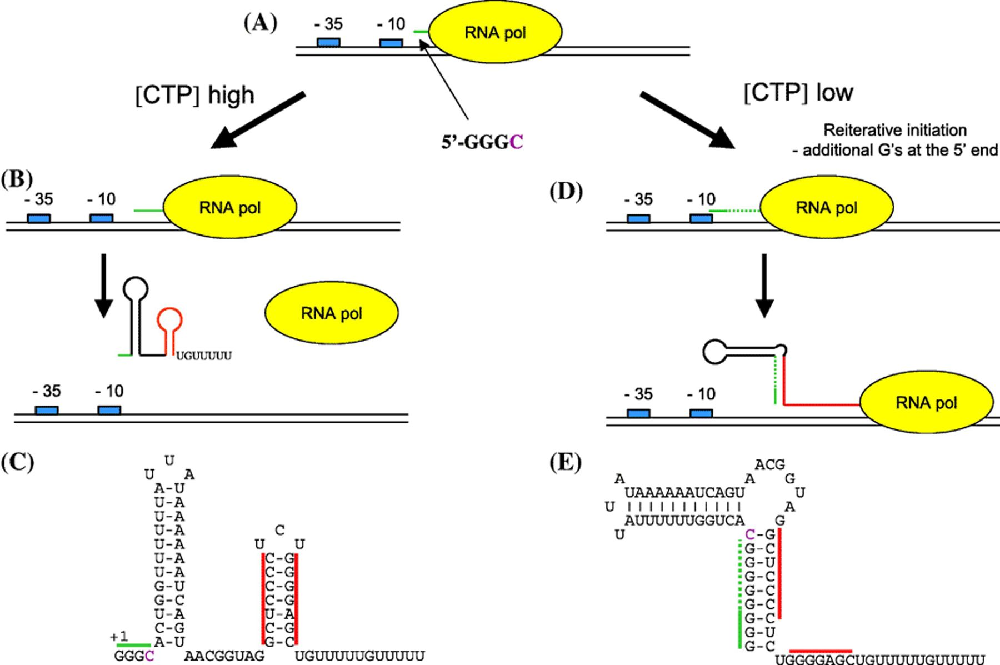 (A)
- 35 - 10
RNA pol
[CTP] high
[CTP] low
5’-GGGC
Reiterative initiation
- additional G’s at the 5’ end
(B)
- 35 - 10
RNA pol
RNA pol
UGUUUUU
- 35 - 10
(D)
- 35 - 10
RNA pol
- 35 - 10
RNA pol
(C)
U
U A
A-U
U-A
U-A
U-A
U-A
U-A
U-A
G-U
G-C
U-A
C-G
A-U
C
U U
C-G
C-G
C-G
C-G
U-A
C-G
G-C
+1
GGGC AACGGUAG UGUUUUUGUUUUU
(E)
ACG
A A G
UAAAAAAUCAGU U
U A
AUUUUUUGGUCA G
U
C-G
G-C
G-U
G-C
G-C
G-C
G-C
G-U
G-C
UGGGGAGCUGUUUUUGUUUUU